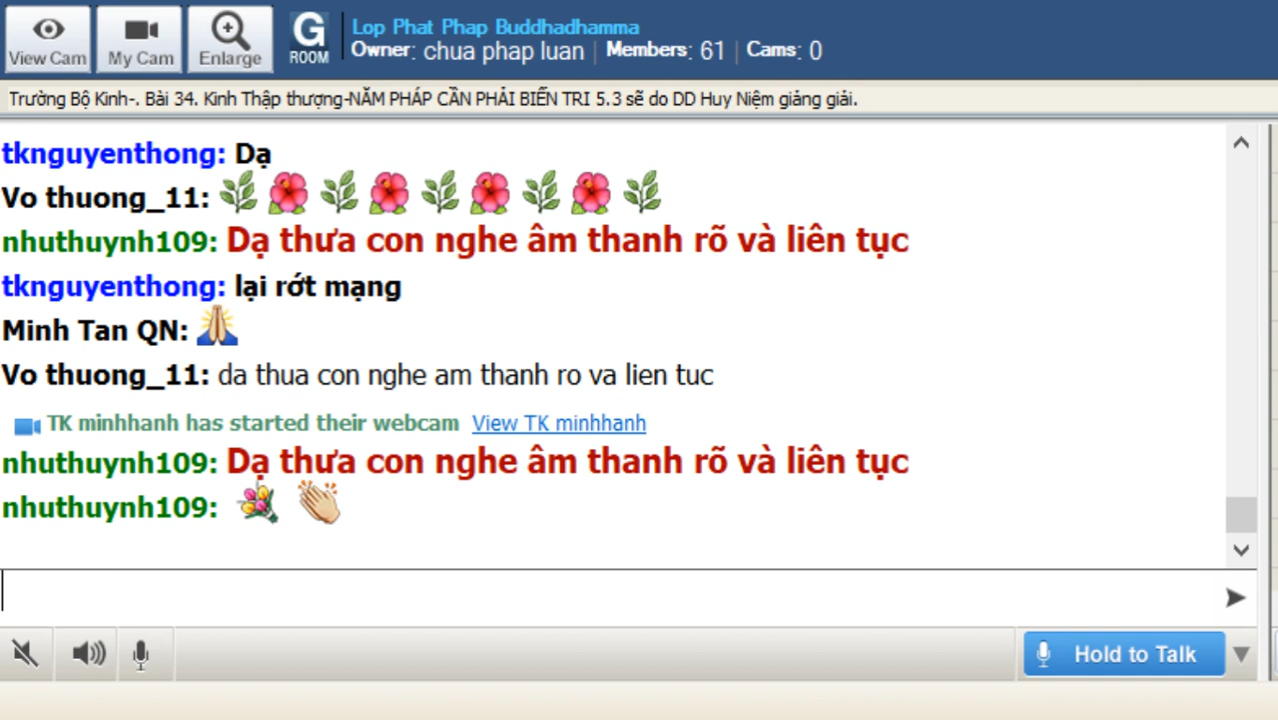 View Cam
My Cam
Enlarge
G ROOM
Lop Phat Phap Buddhadhamma
Owner: chua phap luan | Members: 61 | Cams: 0
Trường Bộ Kinh-. Bài 34. Kinh Thập thượng-NĂM PHÁP CẦN PHẢI BIẾN TRI 5.3 sẽ do DD Huy Niệm giảng giải.
tknguyenthong: Dạ
Vo thuong_11:
nhuthuynh109: Dạ thưa con nghe âm thanh rõ và liên tục
tknguyenthong: lại rớt mạng
Minh Tan QN:
Vo thuong_11: da thua con nghe am thanh ro va lien tuc
TK minhhanh has started their webcam View TK minhhanh
nhuthuynh109: Dạ thưa con nghe âm thanh rõ và liên tục
nhuthuynh109:
Hold to Talk